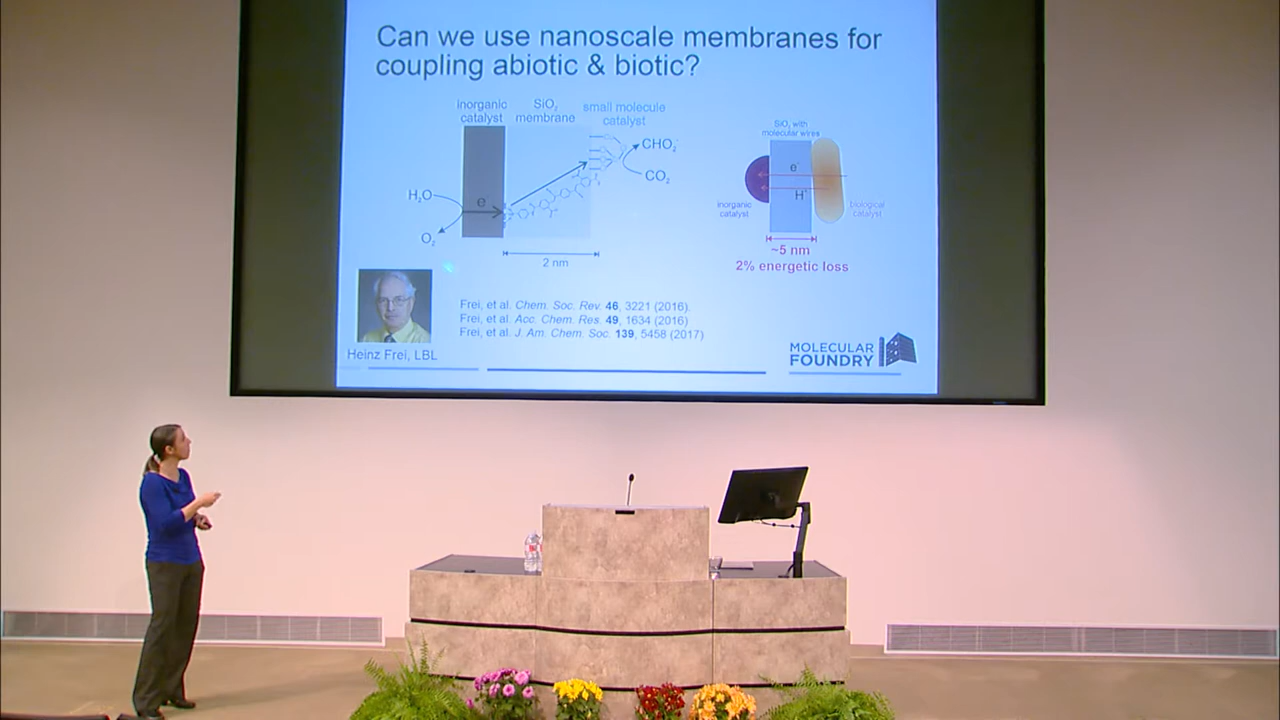 Can we use nanoscale membranes for
coupling abiotic & biotic?
inorganic
catalyst
SiO₂
membrane
small molecule
catalyst
H₂O
e⁻
O₂
CHO₂⁻
CO₂
2 nm
SiO₂ with
molecular wires
e⁻
H⁺
inorganic
catalyst
biological
catalyst
~5 nm
2% energetic loss
Heinz Frei, LBL
Frei, et al. Chem. Soc. Rev. 46, 3221 (2016).
Frei, et al. Acc. Chem. Res. 49, 1634 (2016)
Frei, et al. J. Am. Chem. Soc. 139, 5458 (2017)
MOLECULAR
FOUNDRY